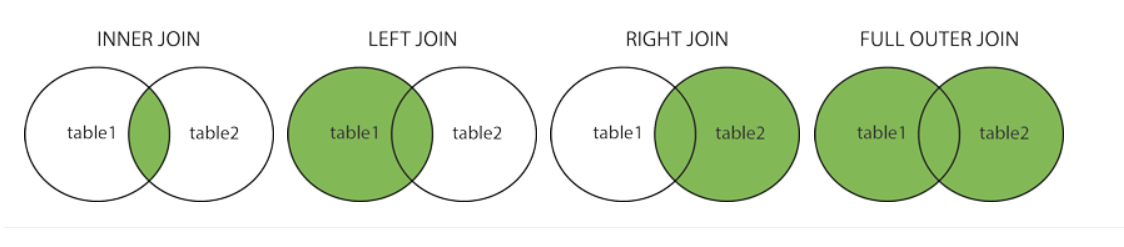 INNER JOIN
LEFT JOIN
RIGHT JOIN
FULL OUTER JOIN
table1
table2
table1
table2
table1
table2
table1
table2